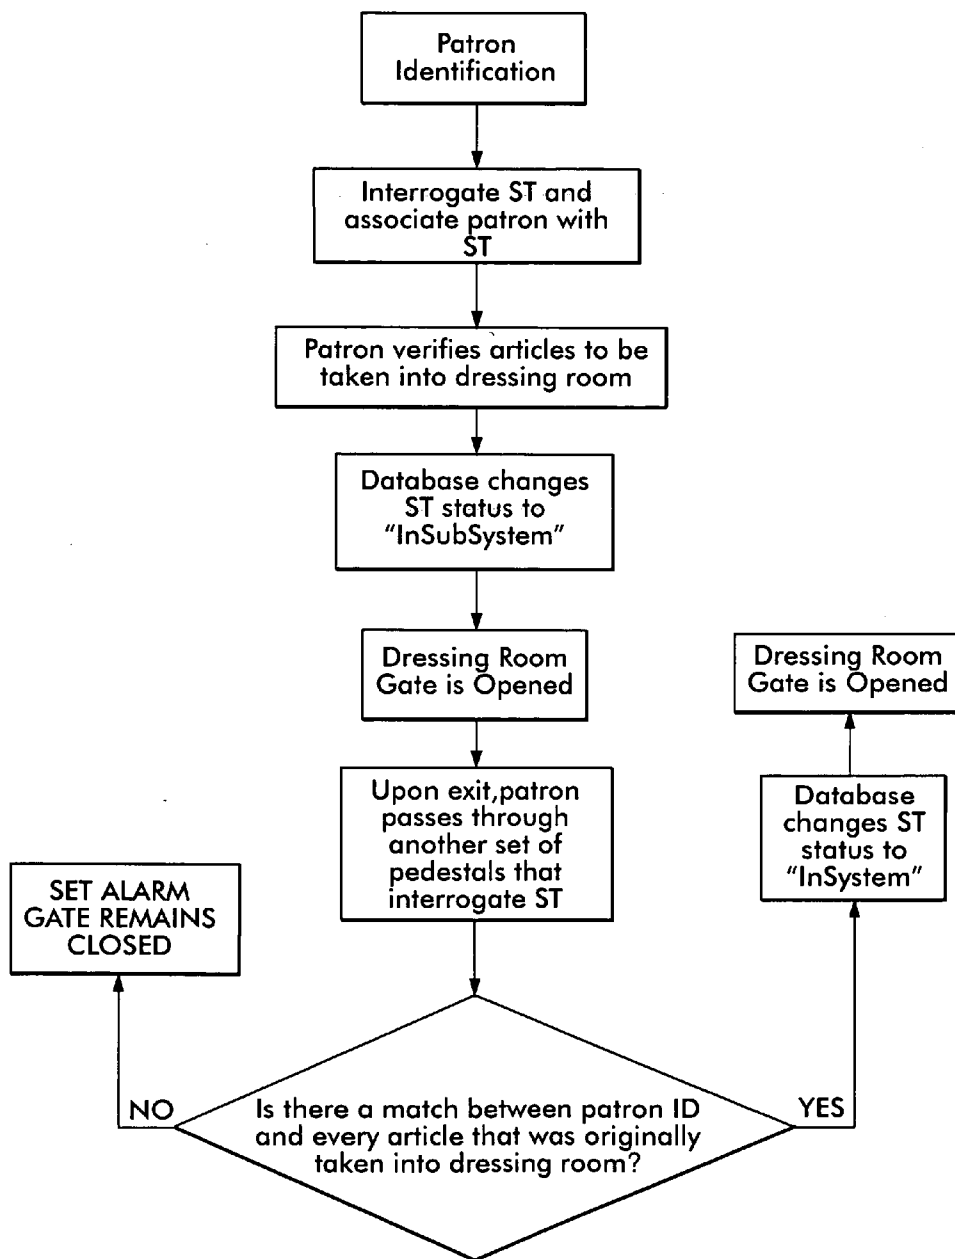 Patron
Identification
Interrogate ST and
associate patron with
ST
Patron verifies articles to be
taken into dressing room
Database changes
ST status to
"InSubSystem"
Dressing Room
Gate is Opened
Upon exit,patron
passes through
another set of
pedestals that
interrogate ST
Is there a match between patron ID
and every article that was originally
taken into dressing room?
NO
SET ALARM
GATE REMAINS
CLOSED
YES
Database
changes ST
status to
"InSystem"
Dressing Room
Gate is Opened